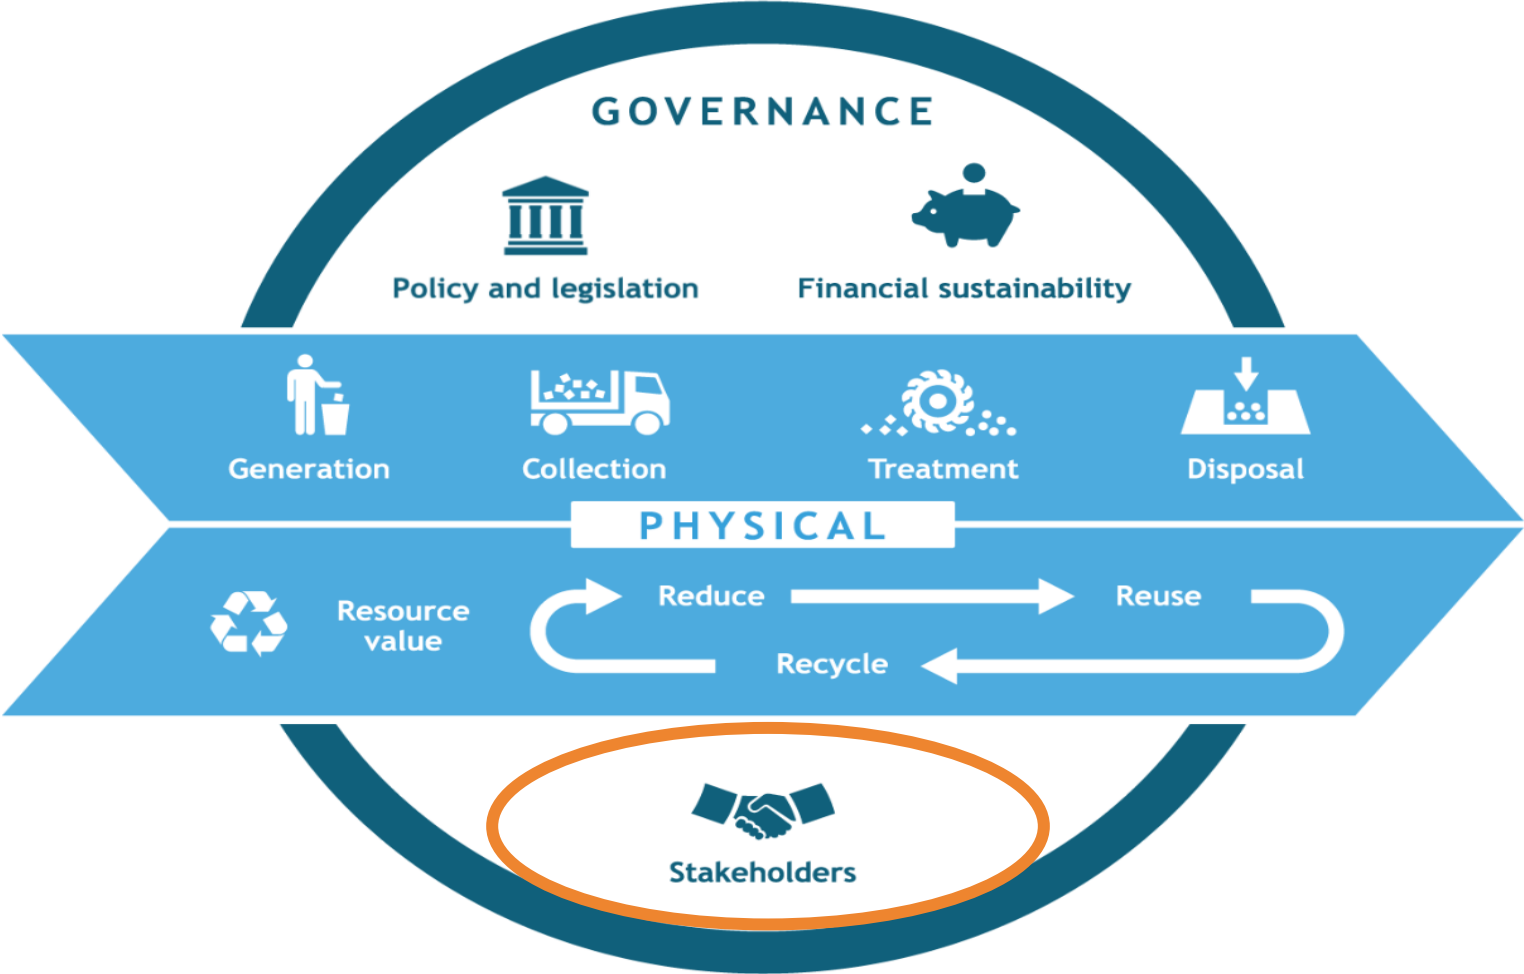 GOVERNANCE
Policy and legislation
Financial sustainability
Generation
Collection
Treatment
Disposal
PHYSICAL
Resource
value
Reduce
Reuse
Recycle
Stakeholders